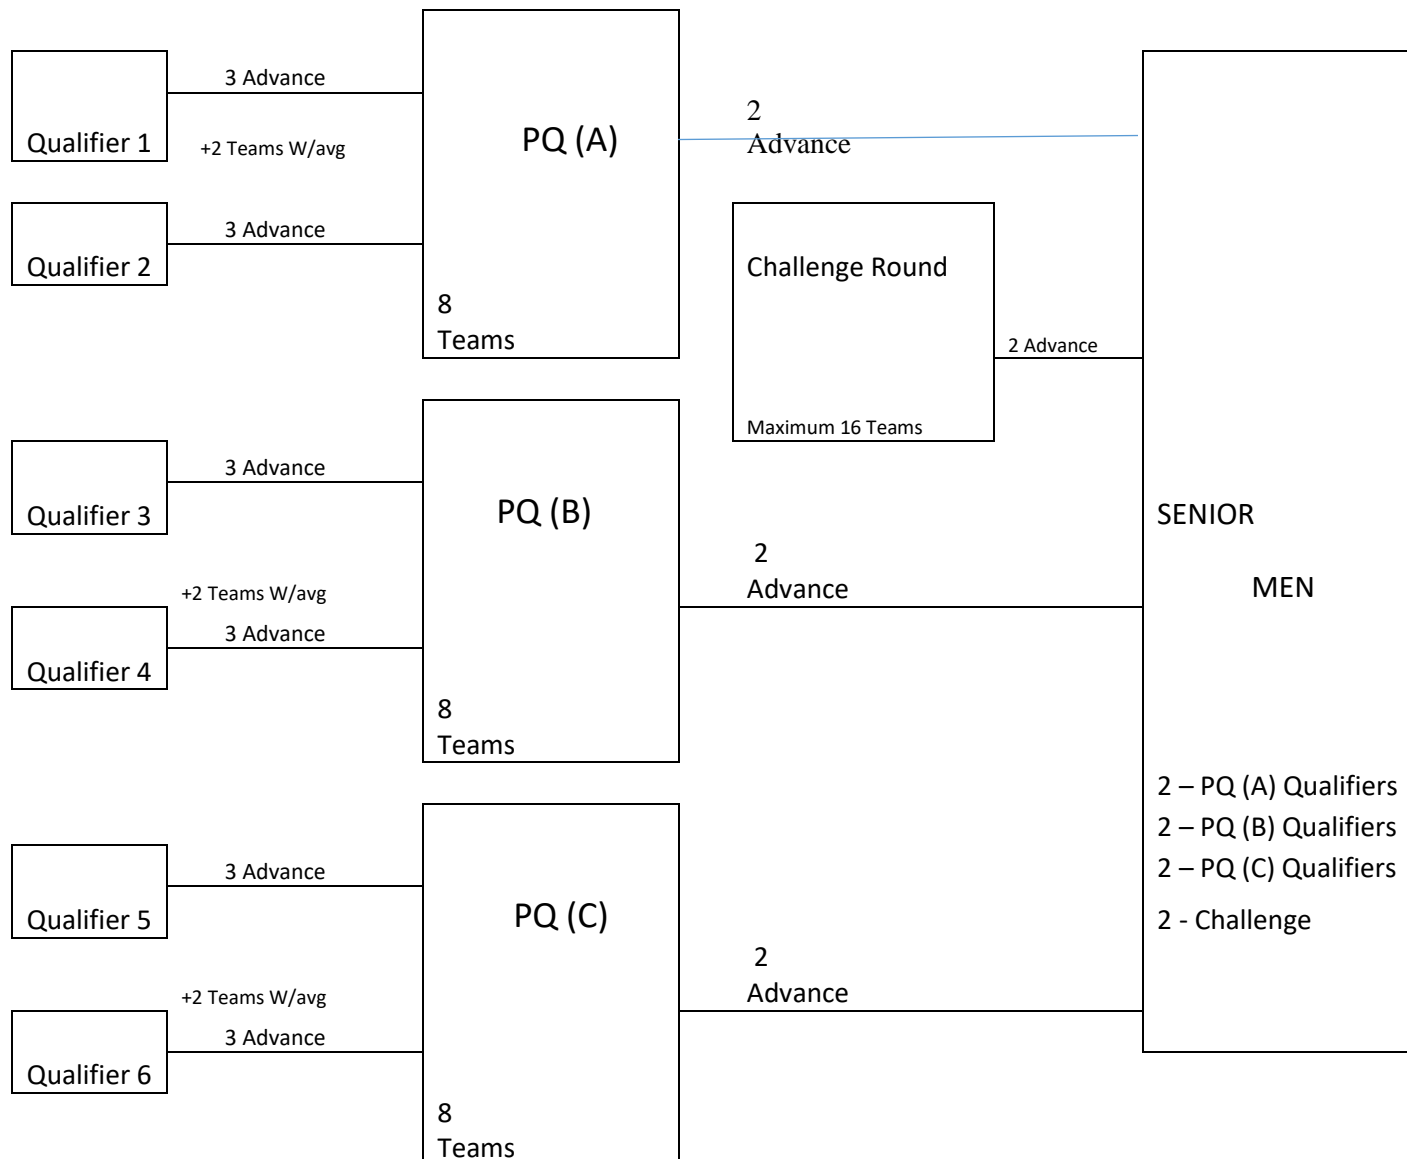 3 Advance
Qualifier 1
+2 Teams W/avg
PQ (A)
3 Advance
Qualifier 2
8
Teams
2
Advance
Challenge Round
2 Advance
Maximum 16 Teams
3 Advance
Qualifier 3
PQ (B)
+2 Teams W/avg
3 Advance
Qualifier 4
8
Teams
2
Advance
3 Advance
Qualifier 5
PQ (C)
+2 Teams W/avg
3 Advance
Qualifier 6
8
Teams
2
Advance
SENIOR
MEN
2 – PQ (A) Qualifiers
2 – PQ (B) Qualifiers
2 – PQ (C) Qualifiers
2 - Challenge